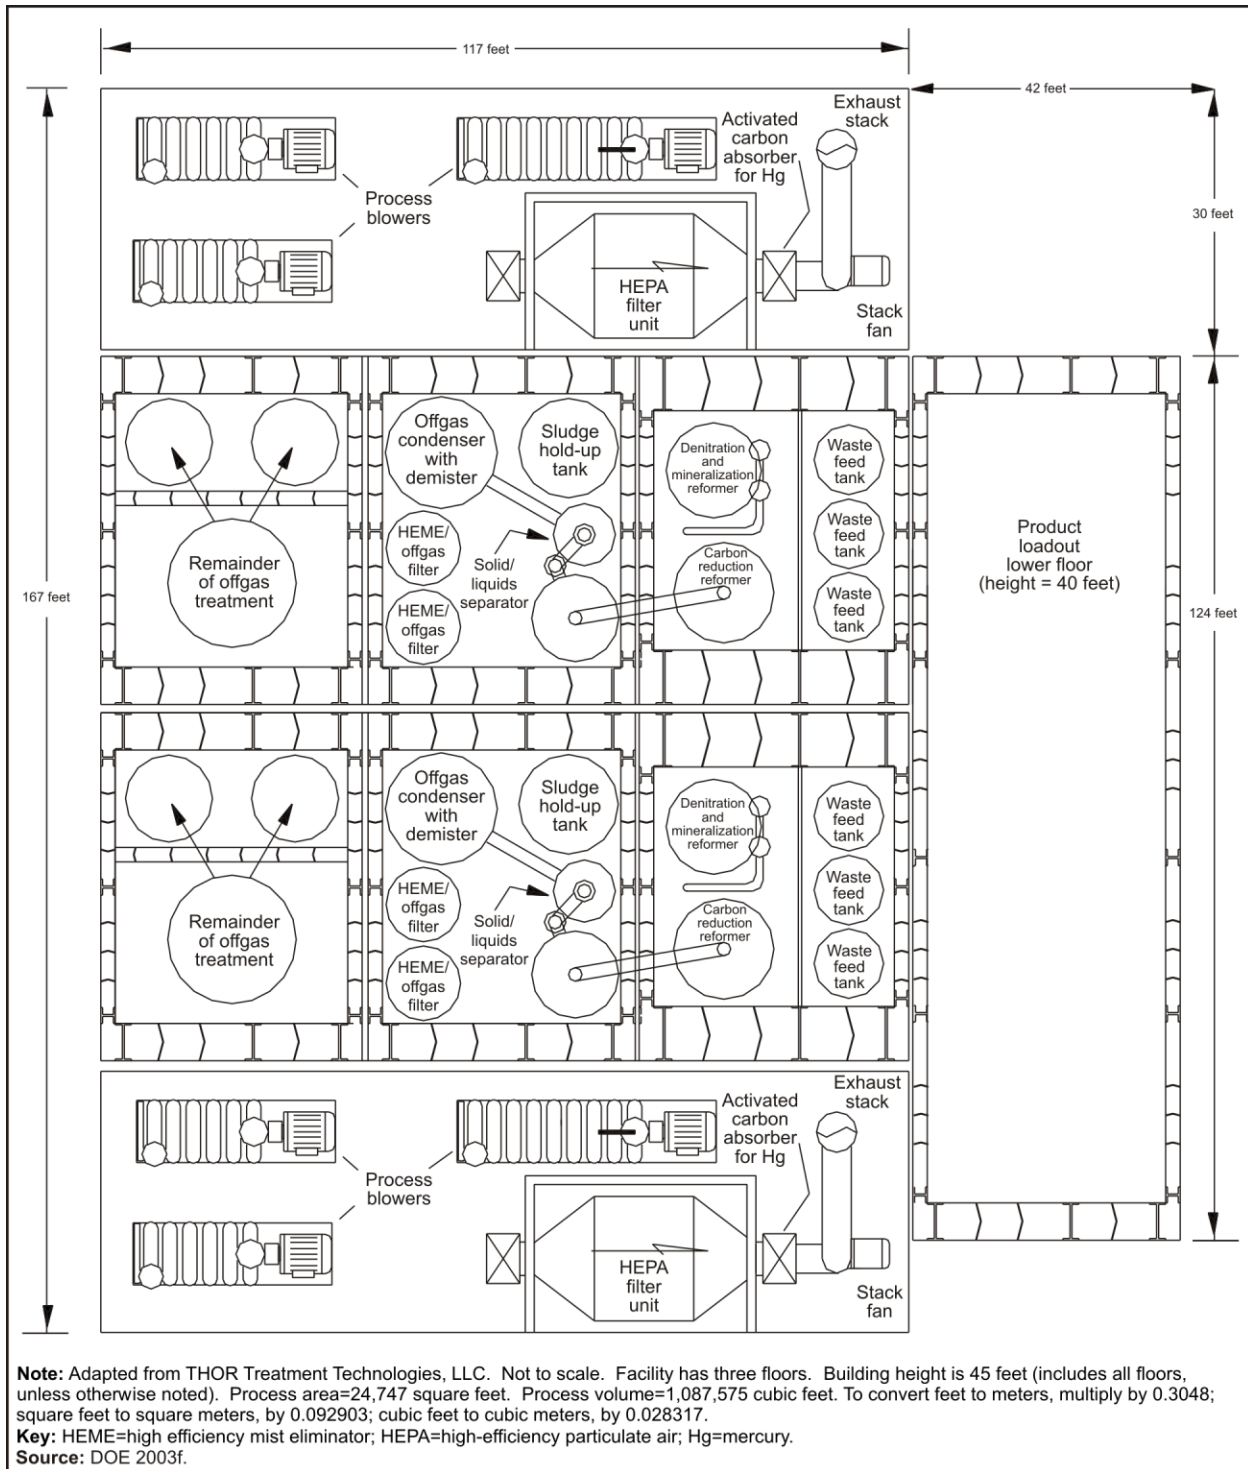 117 feet
42 feet
Exhaust
stack
Activated
carbon
absorber
for Hg
Process
blowers
30 feet
HEPA
filter
unit
Stack
fan
167 feet
Offgas
condenser
with
demister
Sludge
hold-up
tank
Denitration
and
mineralization
reformer
Waste
feed
tank
HEME/
offgas
filter
Solid/
liquids
separator
Carbon
reduction
reformer
Waste
feed
tank
Remainder
of offgas
treatment
HEME/
offgas
filter
Waste
feed
tank
Product
loadout
lower floor
(height = 40 feet)
124 feet
Offgas
condenser
with
demister
Sludge
hold-up
tank
Denitration
and
mineralization
reformer
Waste
feed
tank
HEME/
offgas
filter
Solid/
liquids
separator
Carbon
reduction
reformer
Waste
feed
tank
Remainder
of offgas
treatment
HEME/
offgas
filter
Waste
feed
tank
Exhaust
stack
Activated
carbon
absorber
for Hg
Process
blowers
HEPA
filter
unit
Stack
fan
Note: Adapted from THOR Treatment Technologies, LLC. Not to scale. Facility has three floors. Building height is 45 feet (includes all floors,
unless otherwise noted). Process area=24,747 square feet. Process volume=1,087,575 cubic feet. To convert feet to meters, multiply by 0.3048;
square feet to square meters, by 0.092903; cubic feet to cubic meters, by 0.028317.
Key: HEME=high efficiency mist eliminator; HEPA=high-efficiency particulate air; Hg=mercury.
Source: DOE 2003f.